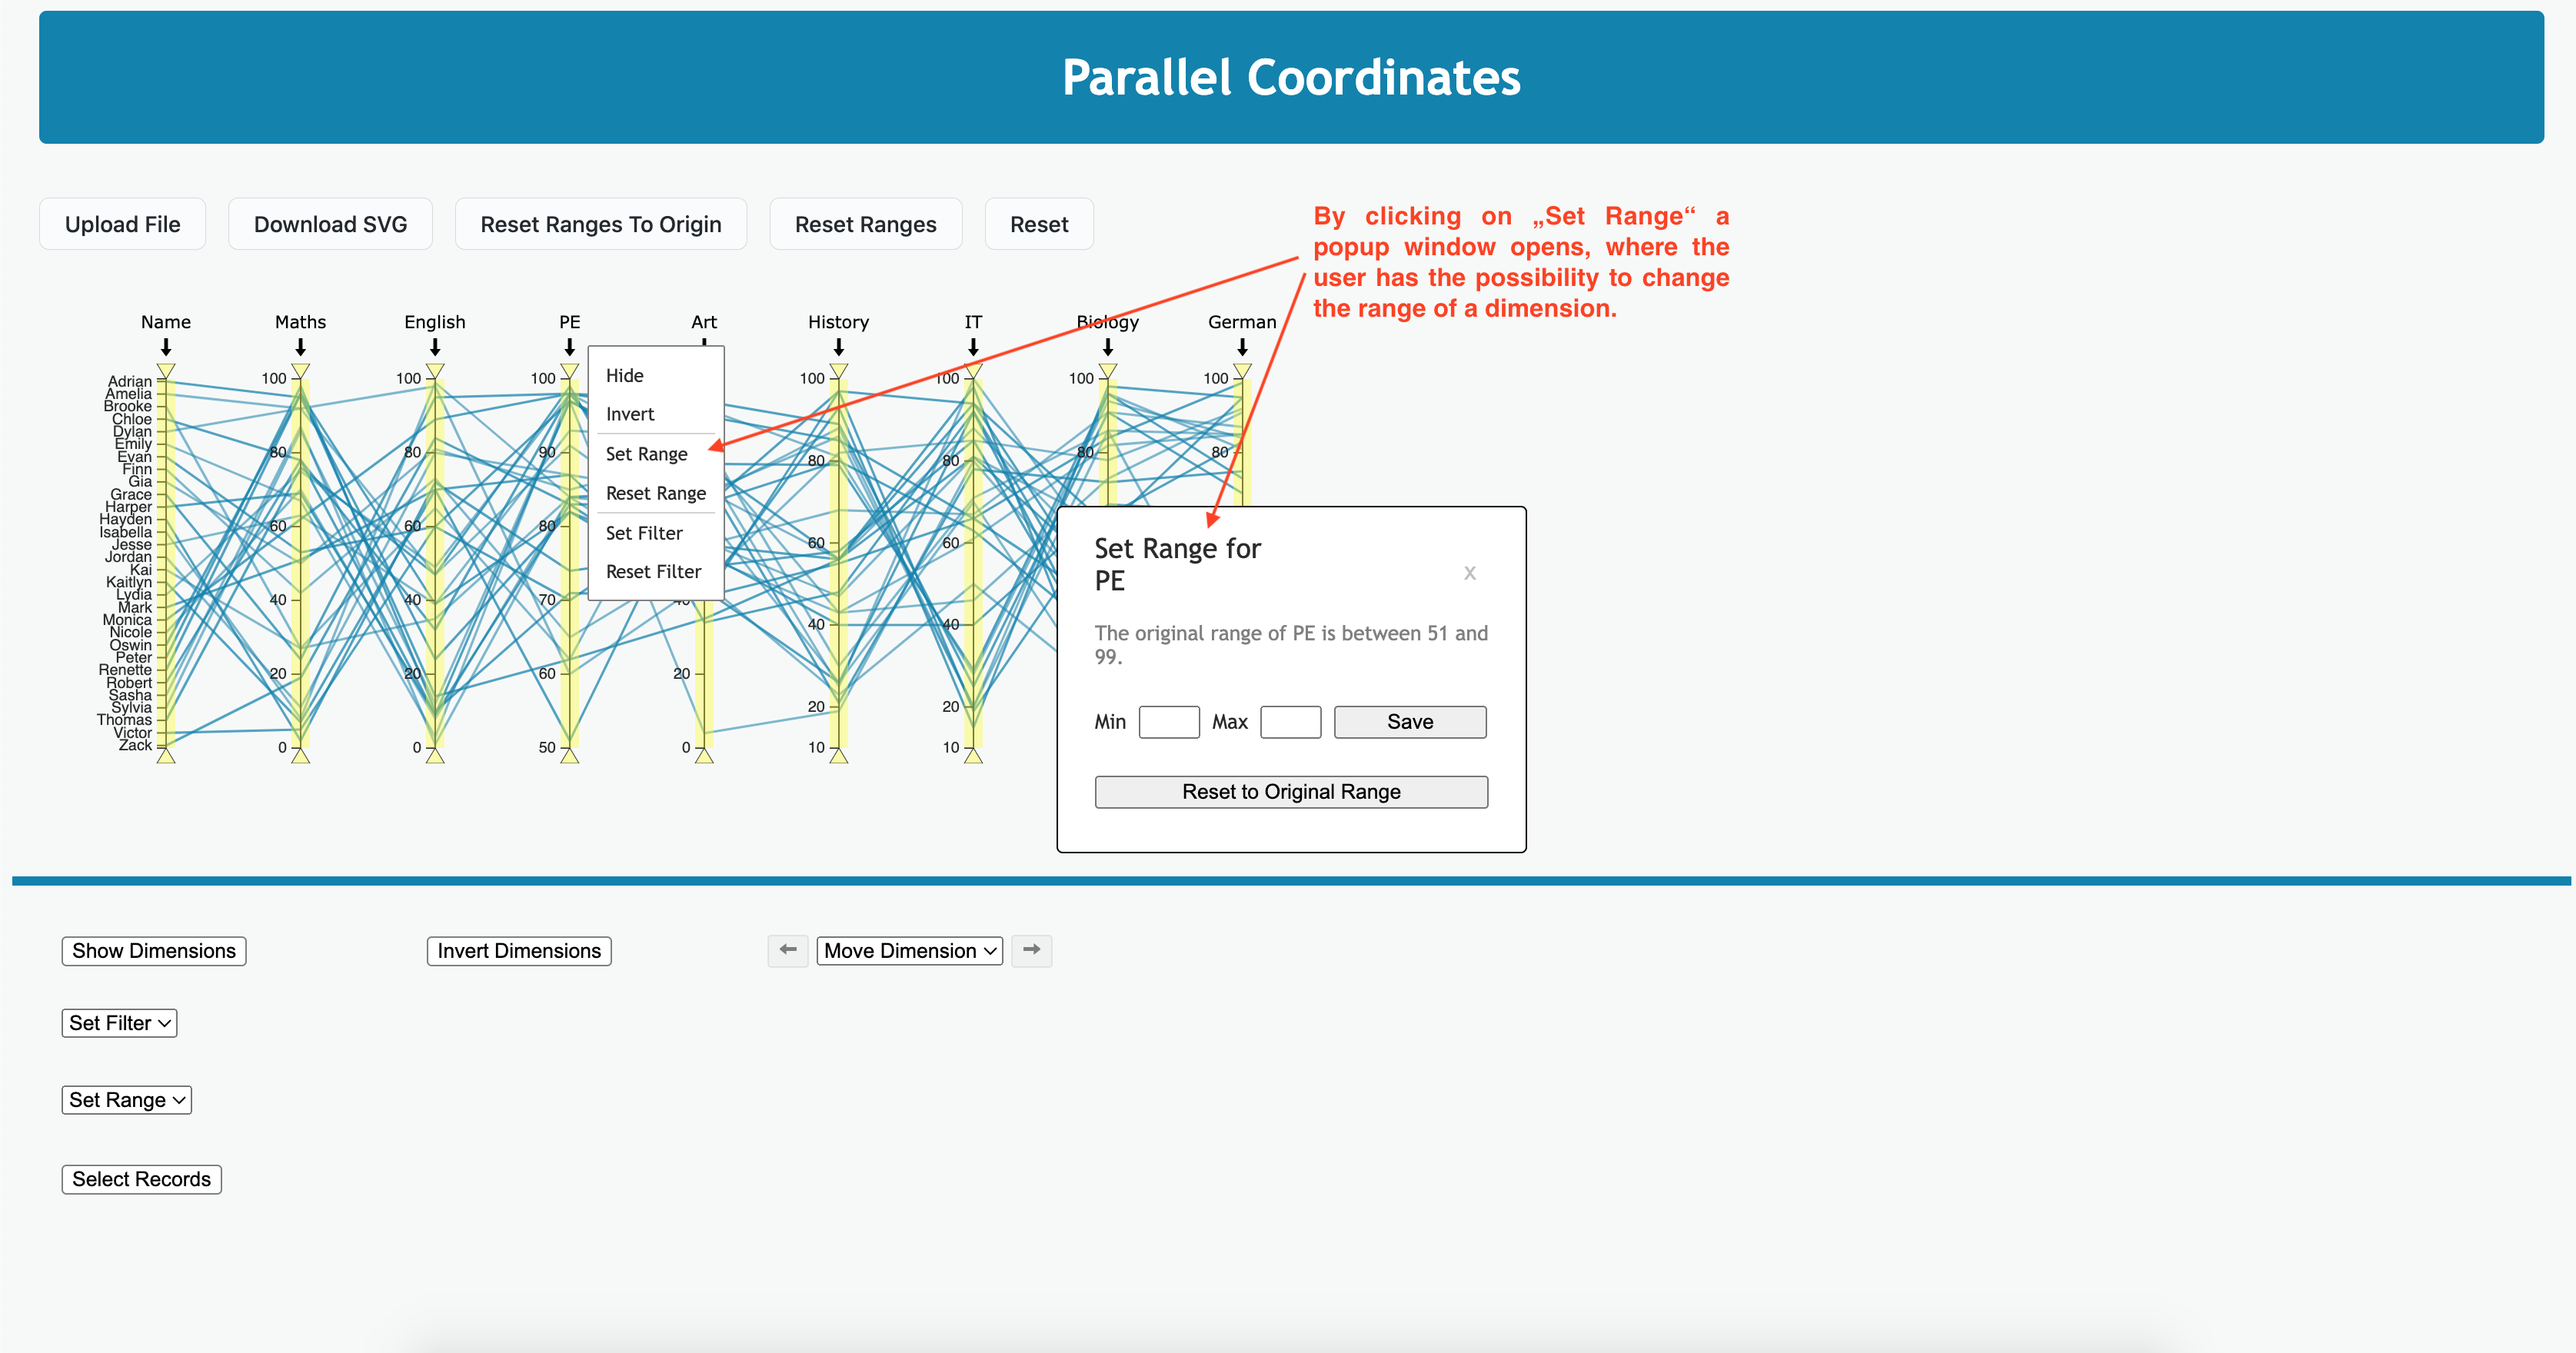 Parallel Coordinates
Upload File
Download SVG
Reset Ranges To Origin
Reset Ranges
Reset
By clicking on „Set Range“ a
popup window opens, where the
user has the possibility to change
the range of a dimension.
Name
Maths
English
PE
Art
History
IT
Biology
German
Adrian
Amelia
Brooke
Chloe
Dylan
Emily
Evan
Finn
Gia
Grace
Harper
Hayden
Isabella
Jesse
Jordan
Kai
Kaitlyn
Lydia
Mark
Monica
Nicole
Oswin
Peter
Renette
Robert
Sasha
Sylvia
Thomas
Victor
Zack
100
80
60
40
20
0
100
80
60
40
20
0
100
90
80
70
60
50
Hide
Invert
Set Range
Reset Range
Set Filter
Reset Filter
40
20
0
100
80
60
40
20
10
100
80
60
40
20
10
100
80
100
80
Set Range for
PE
x
The original range of PE is between 51 and
99.
Min
Max
Save
Reset to Original Range
Show Dimensions
Invert Dimensions
Move Dimension
Set Filter
Set Range
Select Records